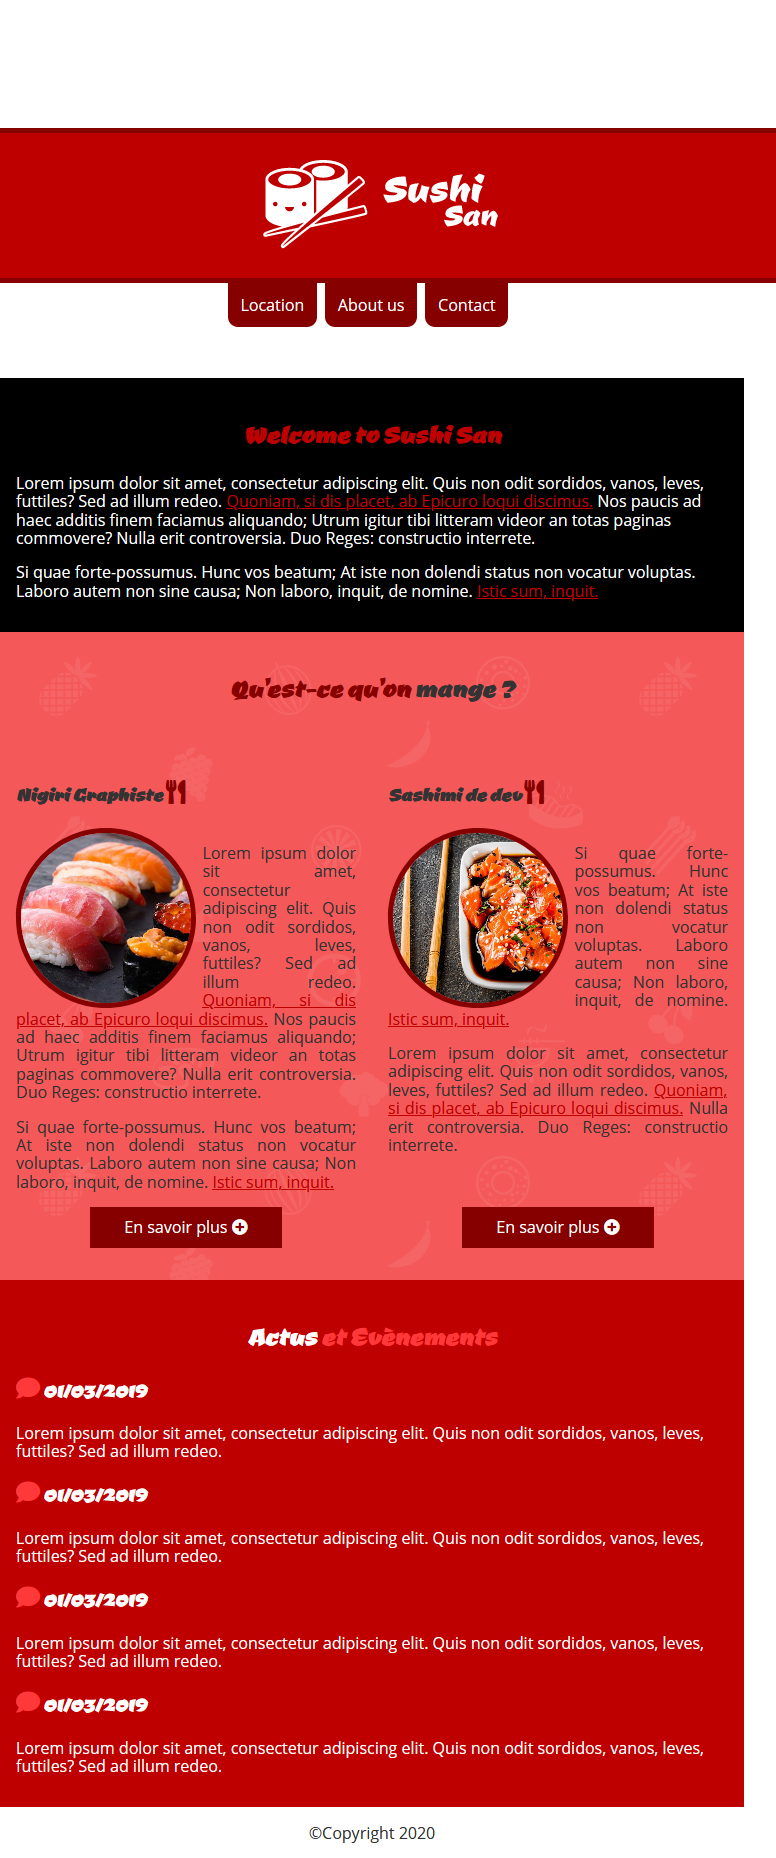 Sushi
San
Location
About us
Contact
Welcome to Sushi San
Lorem ipsum dolor sit amet, consectetur adipiscing elit. Quis non odit sordidos, vanos, leves,
futtiles? Sed ad illum redeo. Quoniam, si dis placet, ab Epicuro loqui discimus. Nos paucis ad
haec additis finem faciamus aliquando; Utrum igitur tibi litteram videor an totas paginas
commovere? Nulla erit controversia. Duo Reges: constructio interrete.
Si quae forte-possumus. Hunc vos beatum; At iste non dolendi status non vocatur voluptas.
Laboro autem non sine causa; Non laboro, inquit, de nomine. Istic sum, inquit.
Qu'est-ce qu'on mange ?
Nigiri Graphiste
Lorem ipsum dolor
sit amet,
consectetur
adipiscing elit. Quis
non odit sordidos,
vanos, leves,
futtiles? Sed ad
illum redeo.
Quoniam, si dis
placet, ab Epicuro loqui discimus. Nos paucis
ad haec additis finem faciamus aliquando;
Utrum igitur tibi litteram videor an totas
paginas commovere? Nulla erit controversia.
Duo Reges: constructio interrete.
Si quae forte-possumus. Hunc vos beatum;
At iste non dolendi status non vocatur
voluptas. Laboro autem non sine causa; Non
laboro, inquit, de nomine. Istic sum, inquit.
En savoir plus
Sashimi de dev
Si quae forte-
possumus. Hunc
vos beatum; At iste
non dolendi status
non vocatur
voluptas. Laboro
autem non sine
causa; Non laboro,
inquit, de nomine.
Istic sum, inquit.
Lorem ipsum dolor sit amet, consectetur
adipiscing elit. Quis non odit sordidos, vanos,
leves, futtiles? Sed ad illum redeo. Quoniam,
si dis placet, ab Epicuro loqui discimus. Nulla
erit controversia. Duo Reges: constructio
interrete.
En savoir plus
Actus et Evènements
01/03/2019
Lorem ipsum dolor sit amet, consectetur adipiscing elit. Quis non odit sordidos, vanos, leves,
futtiles? Sed ad illum redeo.
01/03/2019
Lorem ipsum dolor sit amet, consectetur adipiscing elit. Quis non odit sordidos, vanos, leves,
futtiles? Sed ad illum redeo.
01/03/2019
Lorem ipsum dolor sit amet, consectetur adipiscing elit. Quis non odit sordidos, vanos, leves,
futtiles? Sed ad illum redeo.
01/03/2019
Lorem ipsum dolor sit amet, consectetur adipiscing elit. Quis non odit sordidos, vanos, leves,
futtiles? Sed ad illum redeo.
©Copyright 2020